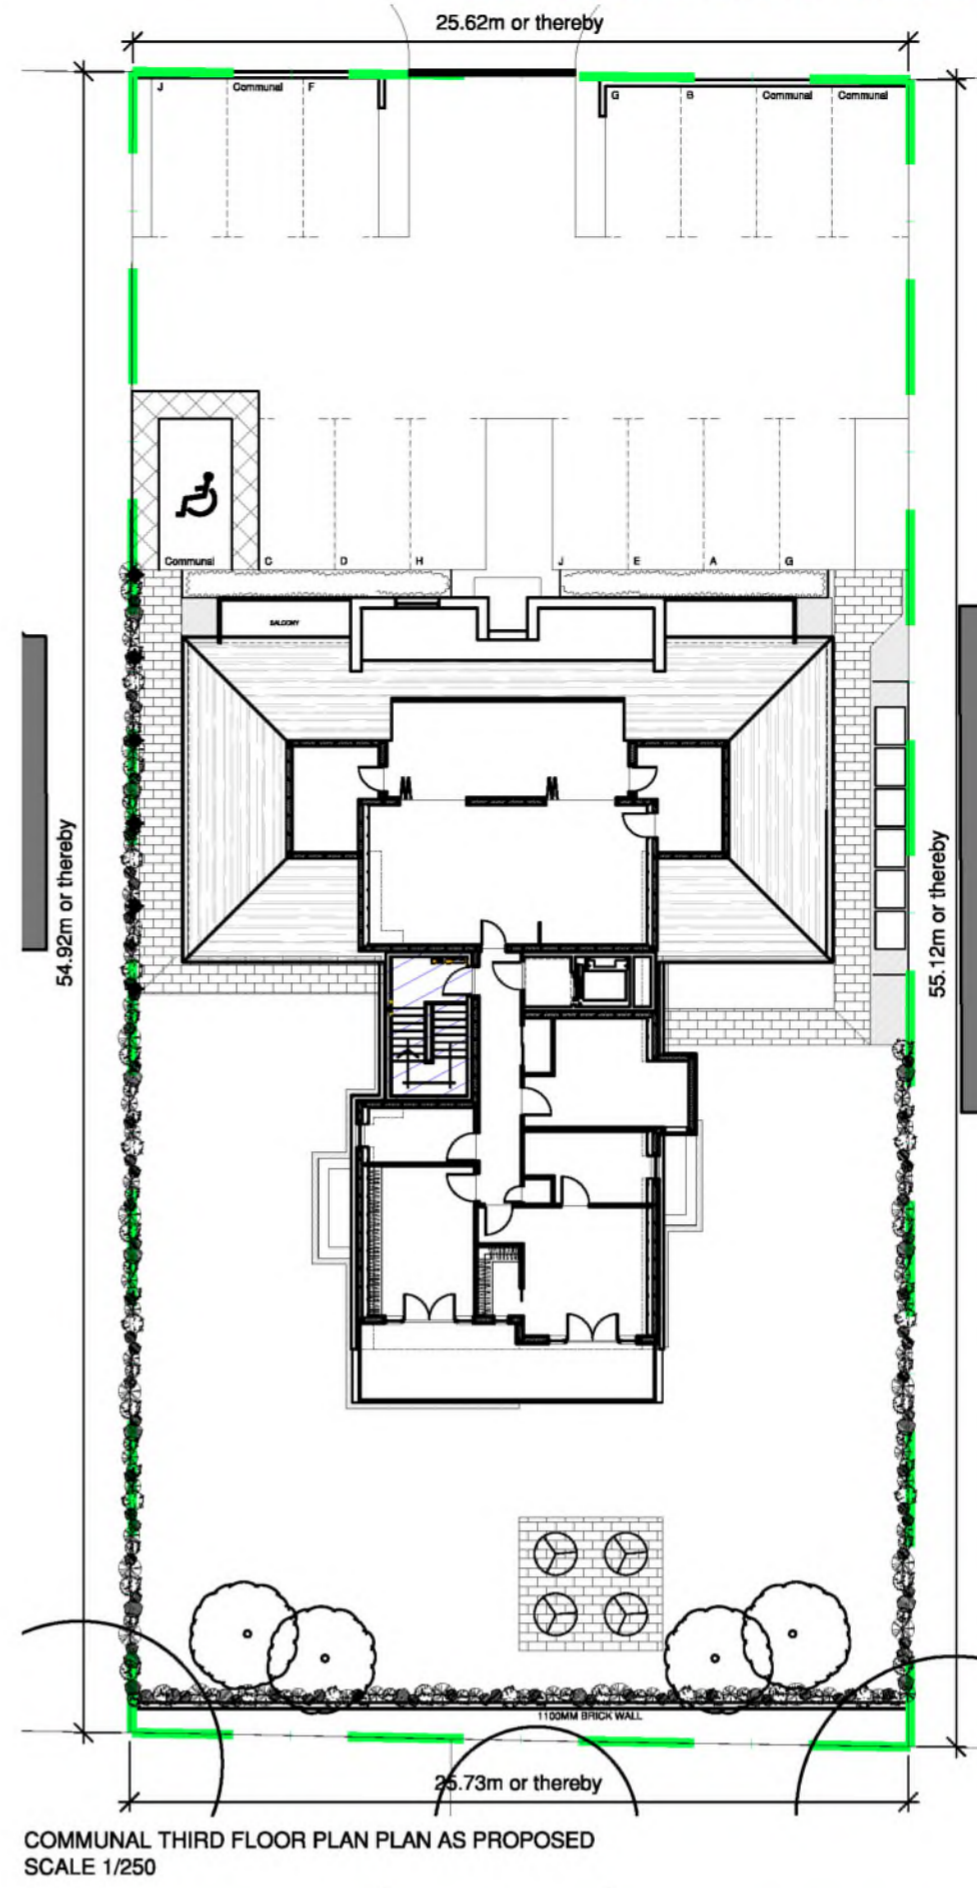 25.62m or thereby
J Communal F G B Communal Communal
Communal C D H J E A G
BALCONY
54.92m or thereby
55.12m or thereby
1100MM BRICK WALL
25.73m or thereby
COMMUNAL THIRD FLOOR PLAN PLAN AS PROPOSED
SCALE 1/250